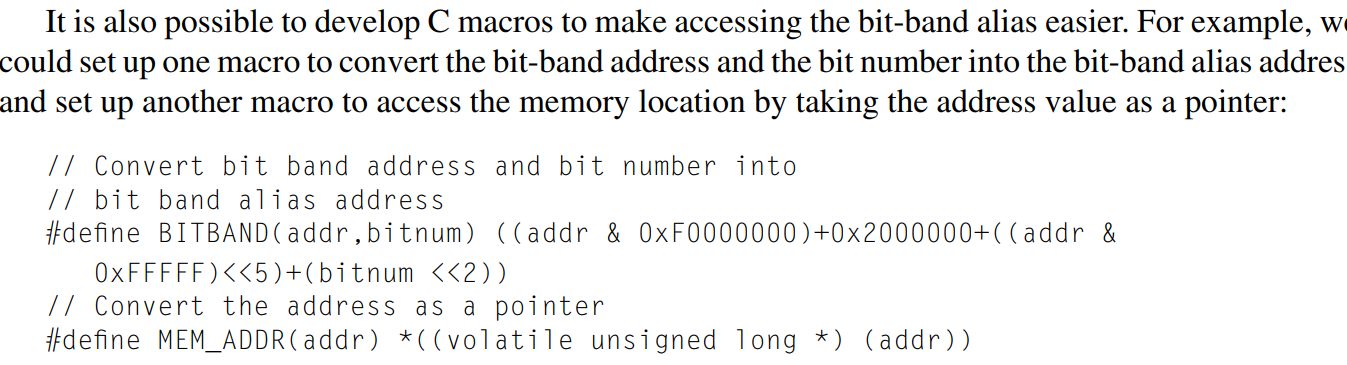 It is also possible to develop C macros to make accessing the bit-band alias easier. For example, we
could set up one macro to convert the bit-band address and the bit number into the bit-band alias addres
and set up another macro to access the memory location by taking the address value as a pointer:
// Convert bit band address and bit number into
// bit band alias address
#define BITBAND(addr,bitnum) ((addr & 0xF0000000)+0x2000000+((addr &
0xFFFFF)<<5)+(bitnum <<2))
// Convert the address as a pointer
#define MEM_ADDR(addr) *((volatile unsigned long *) (addr))